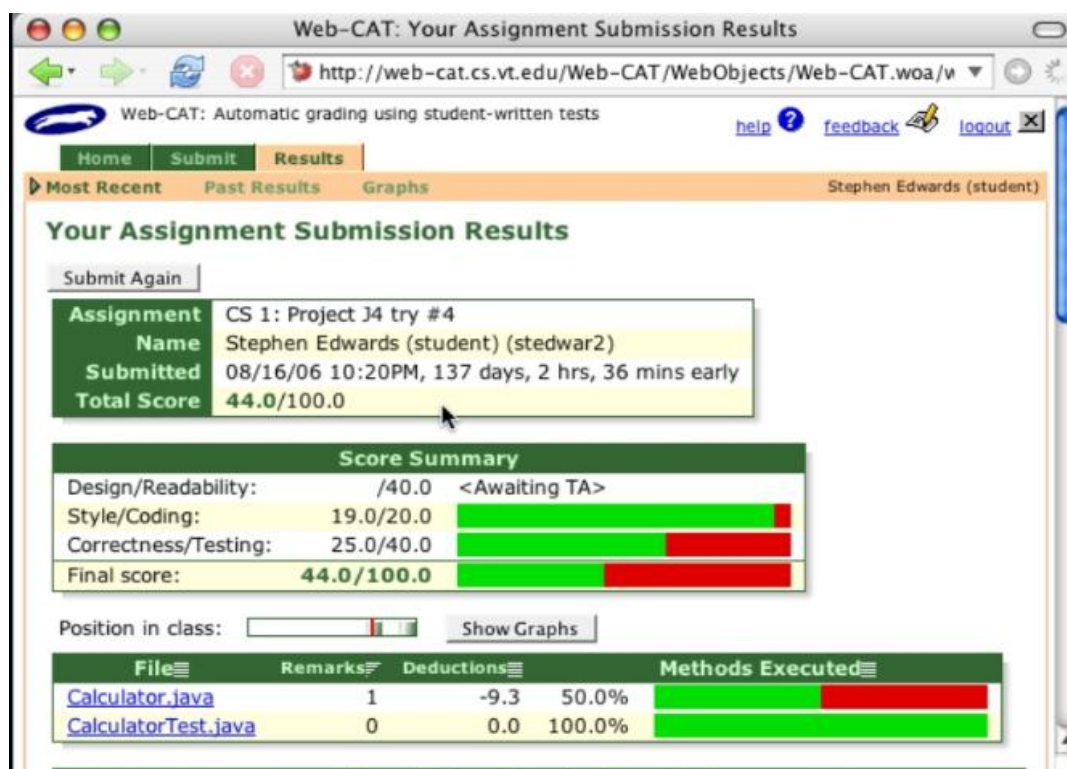 Web-CAT: Your Assignment Submission Results
http://web-cat.cs.vt.edu/Web-CAT/WebObjects/Web-CAT.woa/w
Web-CAT: Automatic grading using student-written tests help ? feedback logout X
Home Submit Results
Most Recent Past Results Graphs Stephen Edwards (student)
Your Assignment Submission Results
Submit Again
Assignment CS 1: Project J4 try #4
Name Stephen Edwards (student) (stedwar2)
Submitted 08/16/06 10:20PM, 137 days, 2 hrs, 36 mins early
Total Score 44.0/100.0
Score Summary
Design/Readability: /40.0 <Awaiting TA>
Style/Coding: 19.0/20.0
Correctness/Testing: 25.0/40.0
Final score: 44.0/100.0
Position in class: Show Graphs
File Remarks Deductions Methods Executed
Calculator.java 1 -9.3 50.0%
CalculatorTest.java 0 0.0 100.0%